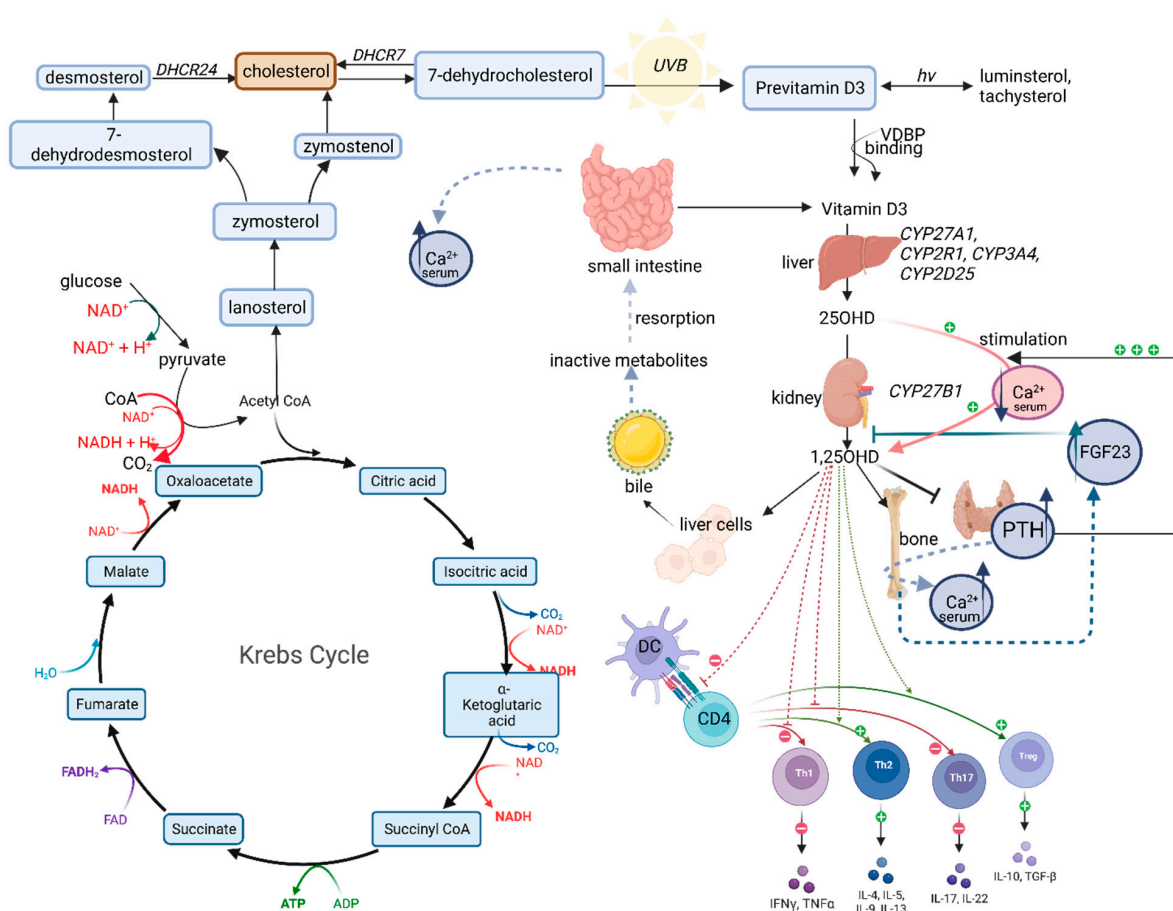 desmosterol
DHCR24
cholesterol
DHCR7
7-dehydrocholesterol
UVB
Previtamin D3
hv
luminsterol,
tachysterol
7-
dehydrodesmosterol
zymostenol
VDBP
binding
zymosterol
Ca²⁺
serum
small intestine
Vitamin D3
liver
CYP27A1,
CYP2R1, CYP3A4,
CYP2D25
glucose
NAD⁺
NAD⁺ + H⁺
pyruvate
lanosterol
resorption
inactive metabolites
25OHD
stimulation
CoA
NAD⁺
NADH + H⁺
CO₂
Acetyl CoA
kidney
CYP27B1
Ca²⁺
serum
1,25OHD
FGF23
bile
liver cells
bone
PTH
Ca²⁺
serum
Oxaloacetate
Citric acid
NADH
NAD⁺
Malate
Isocitric acid
CO₂
NAD⁺
NADH
Krebs Cycle
H₂O
Fumarate
α-
Ketoglutaric
acid
CO₂
NAD
+
NADH
FADH₂
FAD
Succinate
Succinyl CoA
ATP
ADP
DC
CD4
Th1
Th2
Th17
Treg
IFNγ, TNFα
IL-4, IL-5,
IL-9, IL-13
IL-17, IL-22
IL-10, TGF-β